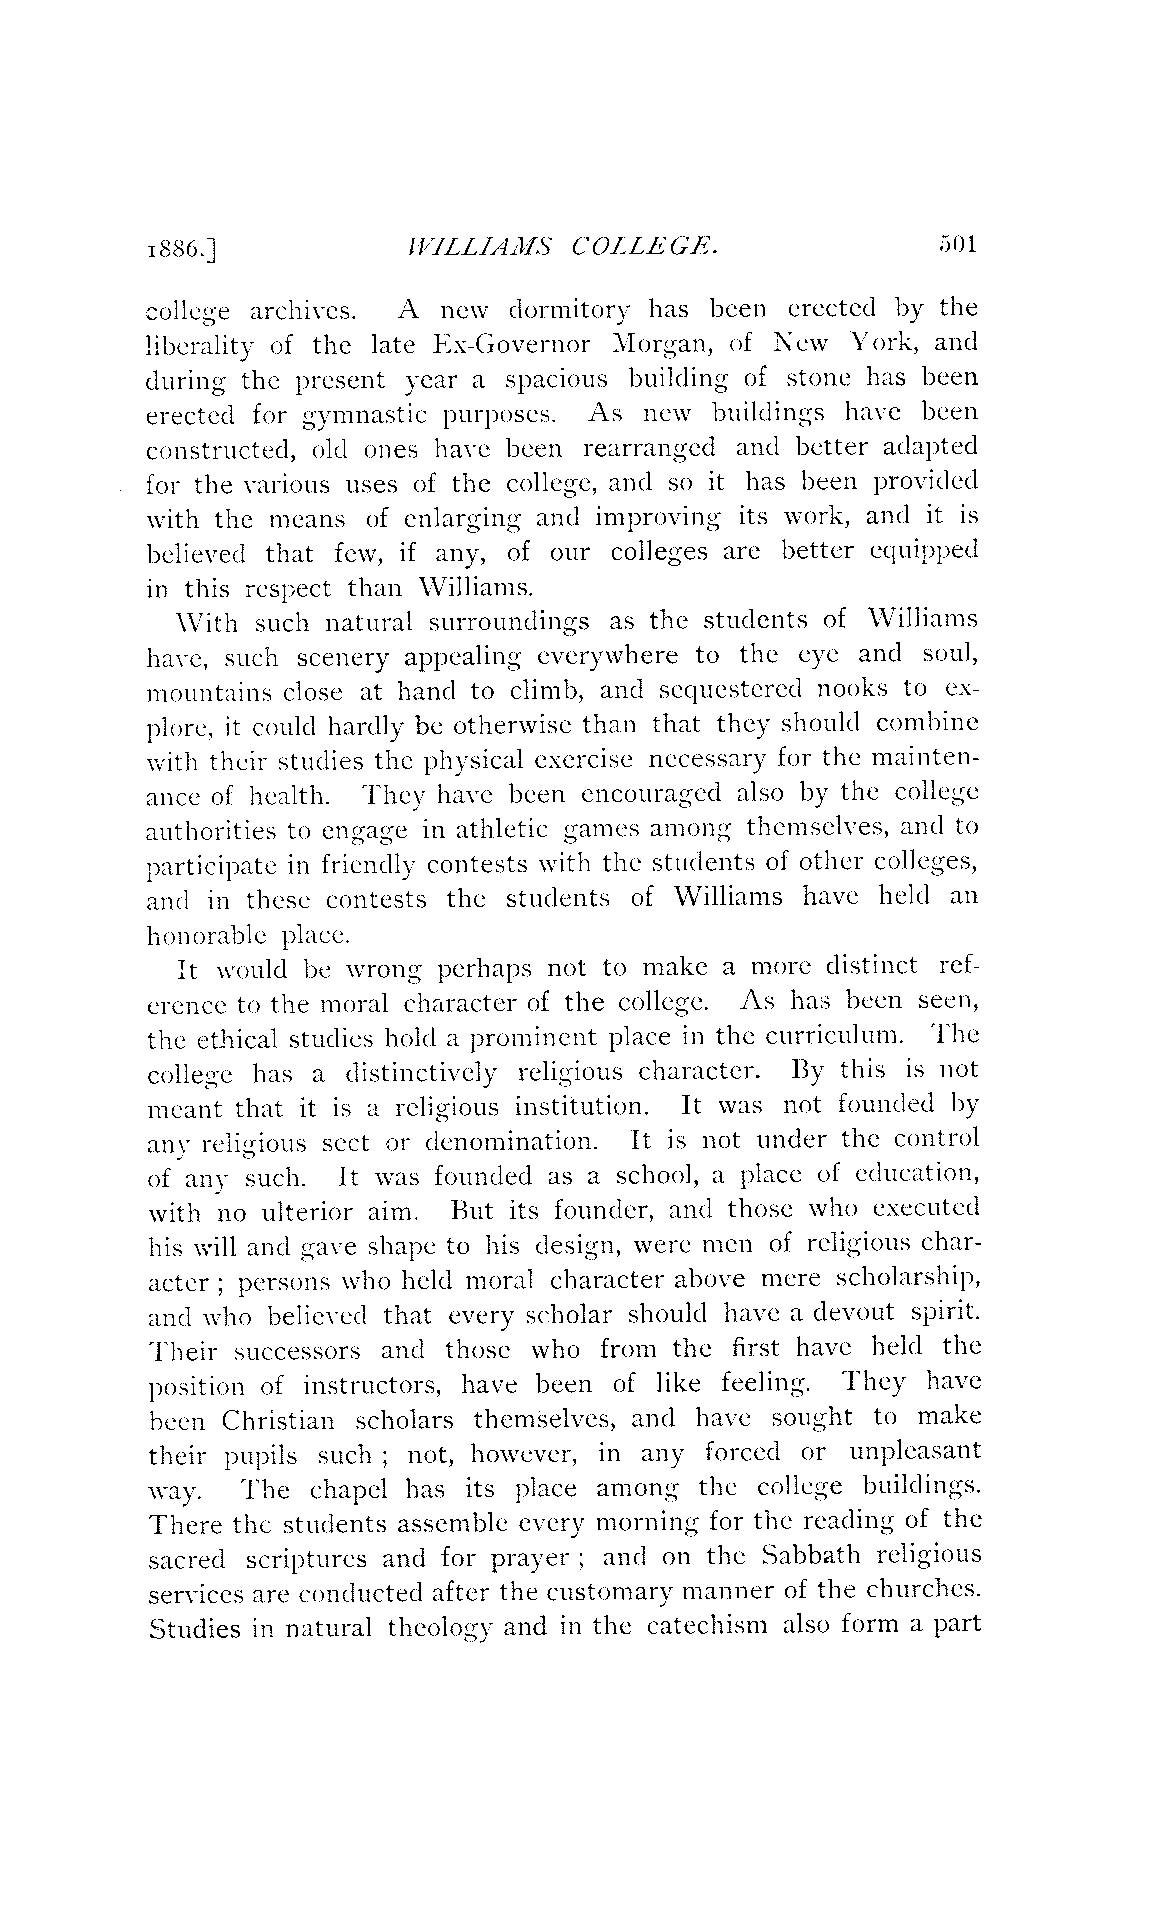 1886.] WILLIAMS COLLEGE. 501
college archives. A new dormitory has been erected by the
liberality of the late Ex-Governor Morgan, of New York, and
during the present year a spacious building of stone has been
erected for gymnastic purposes. As new buildings have been
constructed, old ones have been rearranged and better adapted
for the various uses of the college, and so it has been provided
with the means of enlarging and improving its work, and it is
believed that few, if any, of our colleges are better equipped
in this respect than Williams.
With such natural surroundings as the students of Williams
have, such scenery appealing everywhere to the eye and soul,
mountains close at hand to climb, and sequestered nooks to ex-
plore, it could hardly be otherwise than that they should combine
with their studies the physical exercise necessary for the mainten-
ance of health. They have been encouraged also by the college
authorities to engage in athletic games among themselves, and to
participate in friendly contests with the students of other colleges,
and in these contests the students of Williams have held an
honorable place.
It would be wrong perhaps not to make a more distinct ref-
erence to the moral character of the college. As has been seen,
the ethical studies hold a prominent place in the curriculum. The
college has a distinctively religious character. By this is not
meant that it is a religious institution. It was not founded by
any religious sect or denomination. It is not under the control
of any such. It was founded as a school, a place of education,
with no ulterior aim. But its founder, and those who executed
his will and gave shape to his design, were men of religious char-
acter ; persons who held moral character above mere scholarship,
and who believed that every scholar should have a devout spirit.
Their successors and those who from the first have held the
position of instructors, have been of like feeling. They have
been Christian scholars themselves, and have sought to make
their pupils such ; not, however, in any forced or unpleasant
way. The chapel has its place among the college buildings.
There the students assemble every morning for the reading of the
sacred scriptures and for prayer ; and on the Sabbath religious
services are conducted after the customary manner of the churches.
Studies in natural theology and in the catechism also form a part